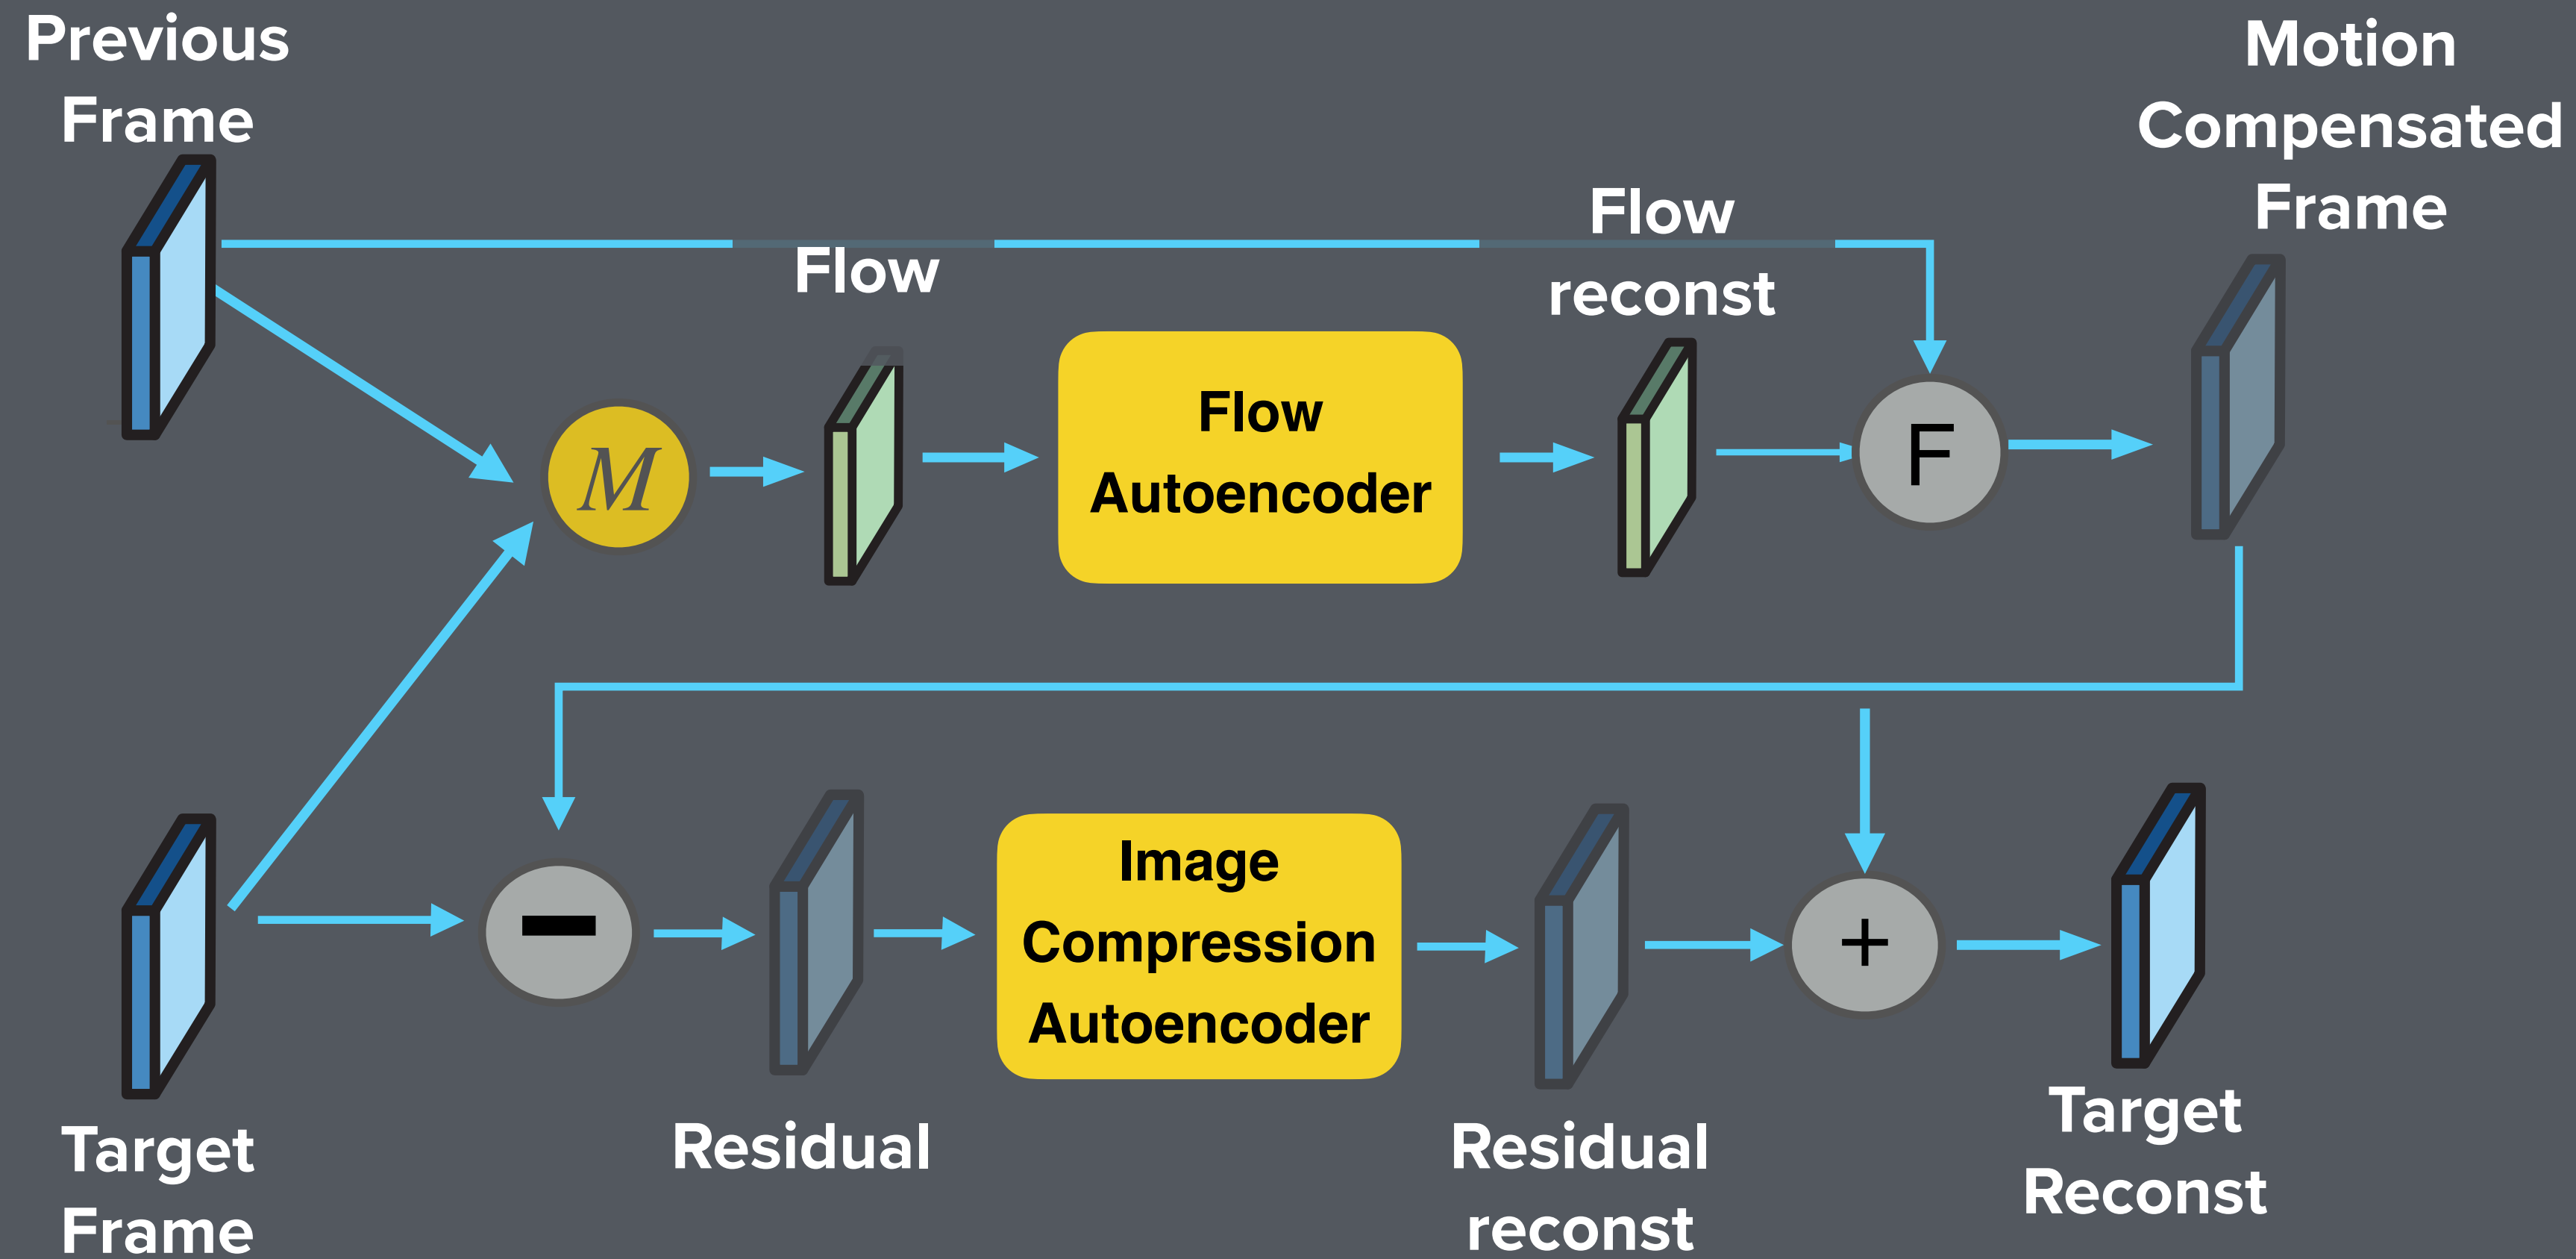 Previous
Frame
Motion
Compensated
Frame
Flow
Flow
reconst
M
Flow
Autoencoder
F
−
Image
Compression
Autoencoder
+
Target
Frame
Residual
Residual
reconst
Target
Reconst